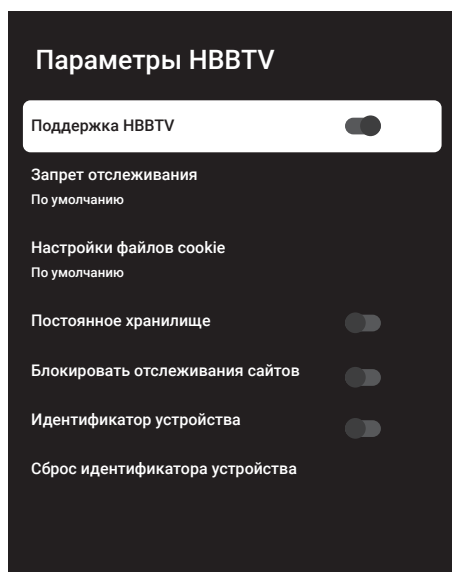 Параметры HBBTV
Поддержка HBBTV
Запрет отслеживания
По умолчанию
Настройки файлов cookie
По умолчанию
Постоянное хранилище
Блокировать отслеживания сайтов
Идентификатор устройства
Сброс идентификатора устройства